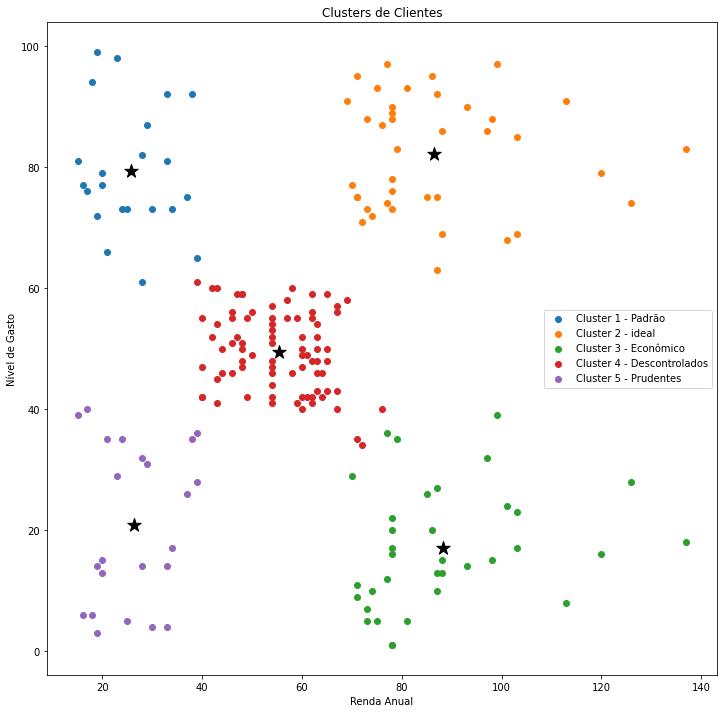 Clusters de Clientes
100
80
60
40
20
0
Nível de Gasto
20
40
60
80
100
120
140
Renda Anual
Cluster 1 - Padrão
Cluster 2 - ideal
Cluster 3 - Econômico
Cluster 4 - Descontrolados
Cluster 5 - Prudentes